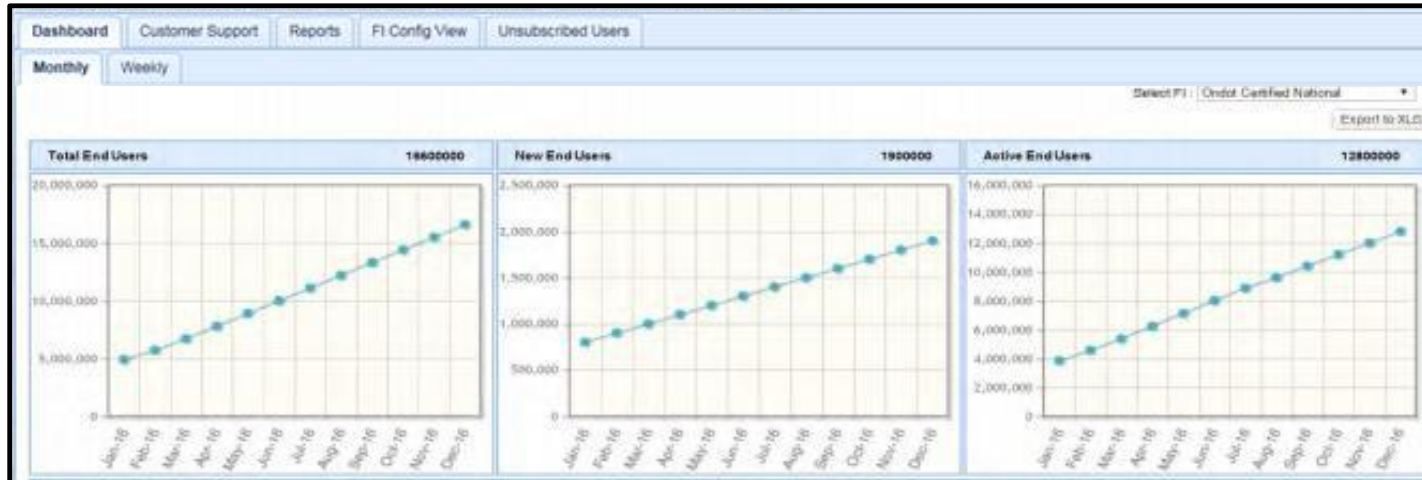 Dashboard Customer Support Reports FI Config View Unsubscribed Users
Monthly Weekly
Select FI : Ondot Certified National
Export to XLS
Total End Users 16600000
20,000,000
15,000,000
10,000,000
5,000,000
0
Jan-16 Feb-16 Mar-16 Apr-16 May-16 Jun-16 Jul-16 Aug-16 Sep-16 Oct-16 Nov-16 Dec-16
New End Users 1900000
2,500,000
2,000,000
1,500,000
1,000,000
500,000
0
Jan-16 Feb-16 Mar-16 Apr-16 May-16 Jun-16 Jul-16 Aug-16 Sep-16 Oct-16 Nov-16 Dec-16
Active End Users 12800000
16,000,000
14,000,000
12,000,000
10,000,000
8,000,000
6,000,000
4,000,000
2,000,000
0
Jan-16 Feb-16 Mar-16 Apr-16 May-16 Jun-16 Jul-16 Aug-16 Sep-16 Oct-16 Nov-16 Dec-16